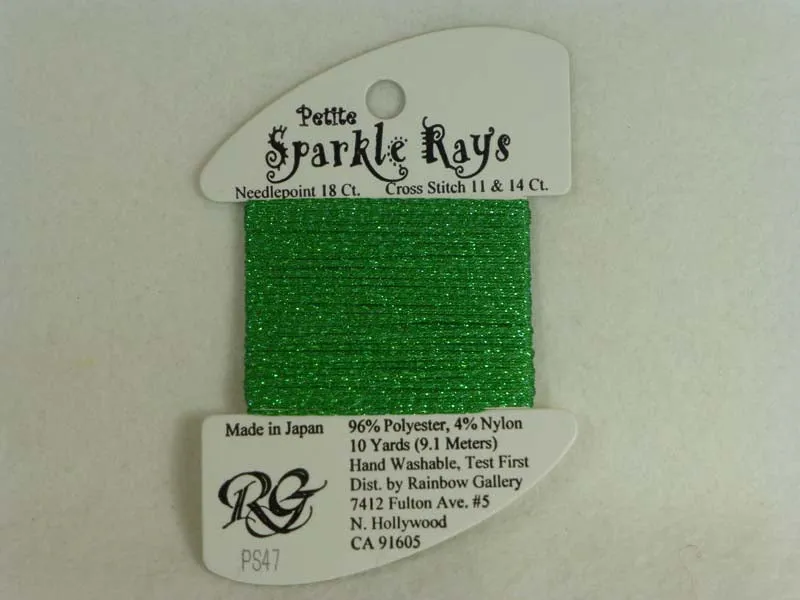 Petite
Sparkle Rays
Needlepoint 18 Ct. Cross Stitch 11 & 14 Ct.
Made in Japan
RG
PS47
96% Polyester, 4% Nylon
10 Yards (9.1 Meters)
Hand Washable, Test First
Dist. by Rainbow Gallery
7412 Fulton Ave. #5
N. Hollywood
CA 91605